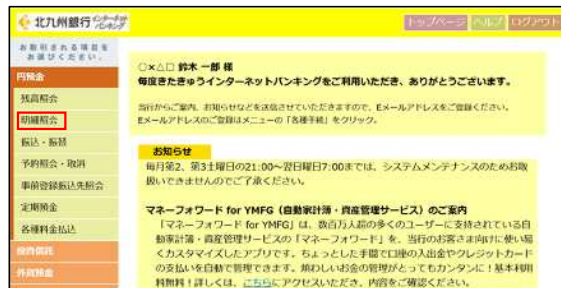 北九州銀行 インターネットバンキング
トップページ ヘルプ ログアウト
お取引される項目を
お選びください。
円預金
残高照会
明細照会
振込・振替
予約照会・取消
事前登録振込先照会
定期預金
各種料金払込
投資信託
外貨預金
○×△□ 鈴木 一郎 様
毎度きたきゅうインターネットバンキングをご利用いただき、ありがとうございます。
当行からご案内、お知らせなどを送信させていただきますので、Eメールアドレスをご登録ください。
Eメールアドレスのご登録はメニューの「各種手続」をクリック。
お知らせ
毎月第2、第3土曜日の21:00～翌日曜日7:00までは、システムメンテナンスのためお取
扱いできませんのでご了承ください。
マネーフォワード for YMFG（自動家計簿・資産管理サービス）のご案内
「マネーフォワード for YMFG」は、数百万人超の多くのユーザーに支持されている自
動家計簿・資産管理サービスの「マネーフォワード」を、当行のお客さま向けに使い易
くカスタマイズしたアプリです。ちょっとした手間で口座の入出金やクレジットカード
の支払いを自動で管理できます。煩わしいお金の管理がとってもカンタンに！基本利用
料無料！詳しくは、こちらにアクセスいただき、内容をご確認ください。